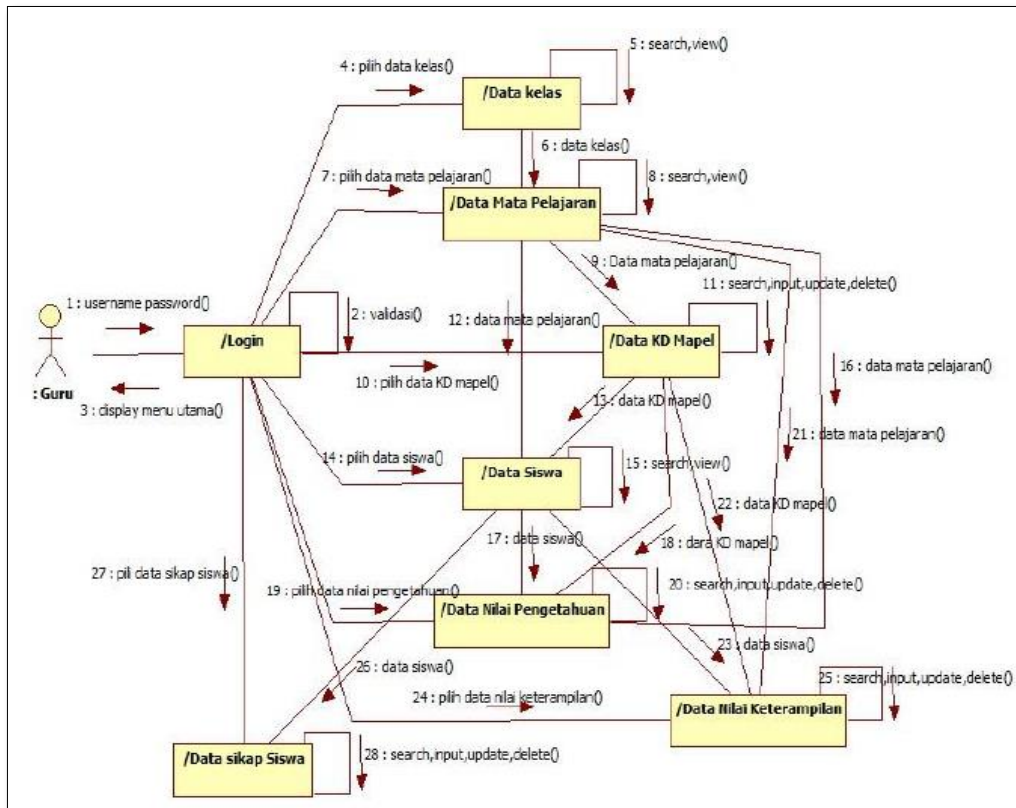 5 : search,view()
4 : pilih data kelas()
/Data kelas
6 : data kelas()
7 : pilih data mata pelajaran()
8 : search,view()
/Data Mata Pelajaran
9 : Data mata pelajaran()
11 : search,input,update,delete()
1 : username password()
2 : validasi()
12 : data mata pelajaran()
/Login
/Data KD Mapel
16 : data mata pelajaran()
10 : pilih data KD mapel()
: Guru
3 : display menu utama()
13 : data KD mapel()
21 : data mata pelajaran()
14 : pilih data siswa()
15 : search,view()
/Data Siswa
22 : data KD mapel()
17 : data siswa()
18 : dara KD mapel()
27 : pili data sikap siswa()
19 : pilih data nilai pengetahuan()
20 : search,input,update,delete()
/Data Nilai Pengetahuan
23 : data siswa()
26 : data siswa()
25 : search,input,update,delete()
24 : pilih data nilai keterampilan()
/Data Nilai Keterampilan
/Data sikap Siswa
28 : search,input,update,delete()